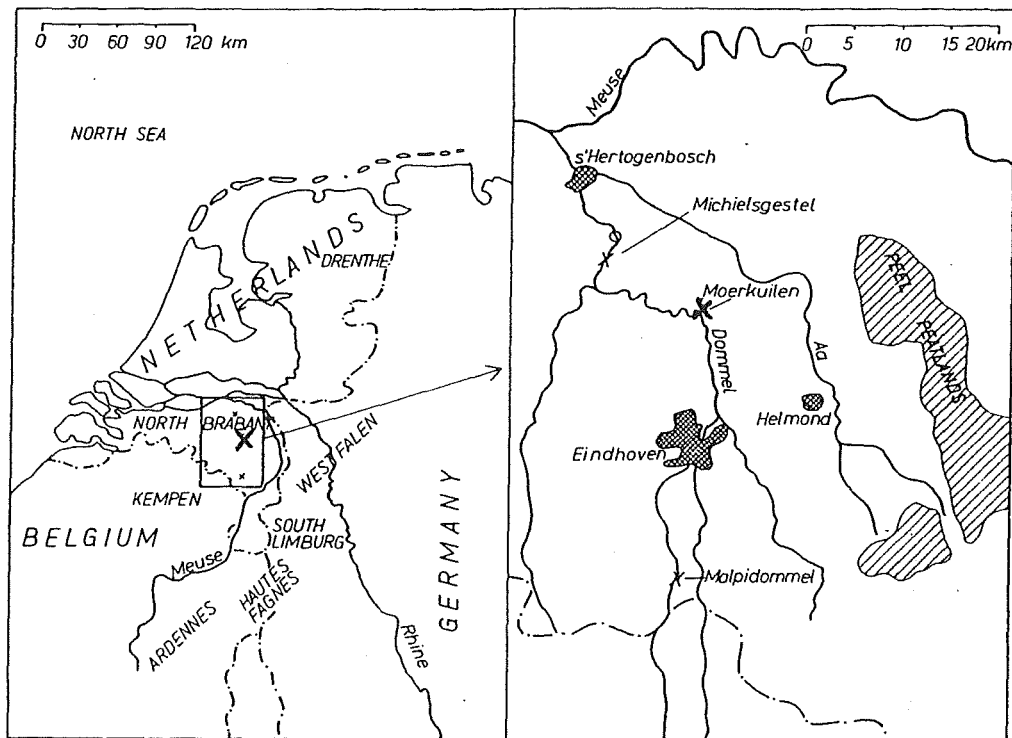 0 30 60 90 120 km
NORTH SEA
NETHERLANDS
DRENTHE
NORTH BRABANT
WESTFALEN
KEMPEN
BELGIUM
SOUTH
LIMBURG
Meuse
HAUTES
FAGNES
ARDENNES
GERMANY
Rhine
0 5 10 15 20km
Meuse
s'Hertogenbosch
Michielsgestel
Moerkuilen
PEEL
PEATLANDS
Dommel
Aa
Helmond
Eindhoven
Malpidommel